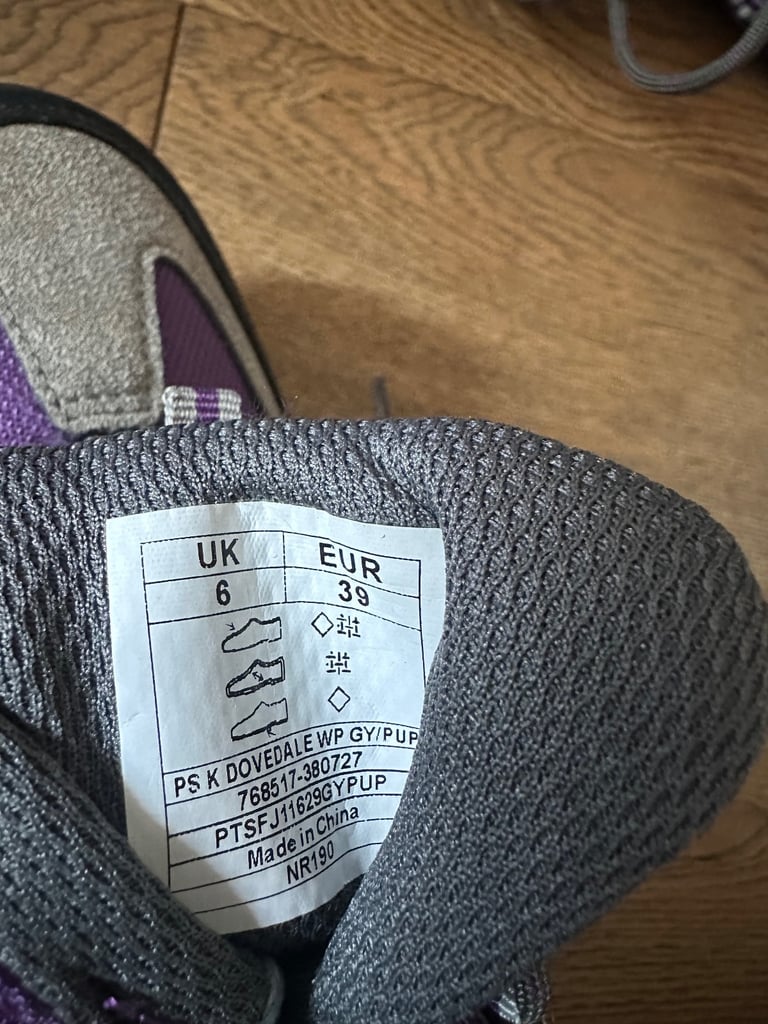 UK EUR
6 39
PS K DOVEDALE WP GY/PUP
768517-380727
PTSFJ11629GYPUP
Made in China
NR190